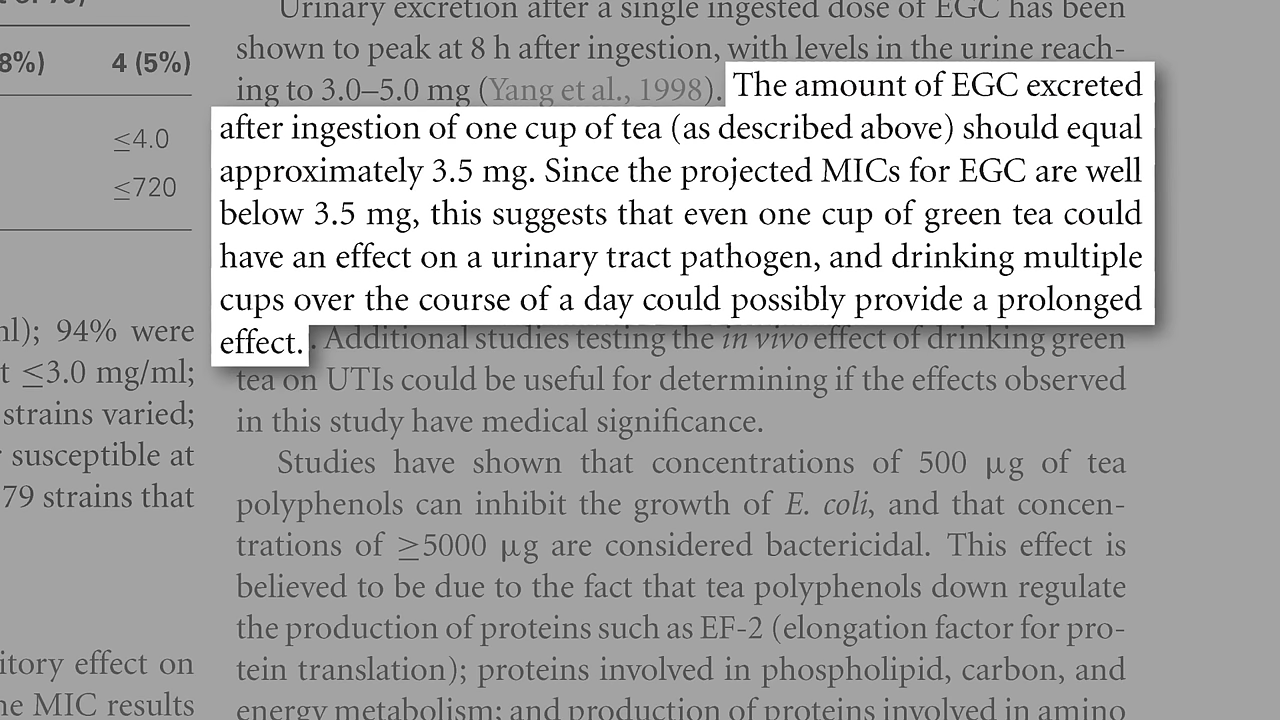 8%) 4 (5%)
≤4.0
≤720
nl); 94% were
t ≤3.0 mg/ml;
strains varied;
susceptible at
79 strains that
itory effect on
MIC results
Urinary excretion after a single ingested dose of EGC has been
shown to peak at 8 h after ingestion, with levels in the urine reach-
ing to 3.0–5.0 mg (Yang et al., 1998). The amount of EGC excreted
after ingestion of one cup of tea (as described above) should equal
approximately 3.5 mg. Since the projected MICs for EGC are well
below 3.5 mg, this suggests that even one cup of green tea could
have an effect on a urinary tract pathogen, and drinking multiple
cups over the course of a day could possibly provide a prolonged
effect. . Additional studies testing the in vivo effect of drinking green
tea on UTIs could be useful for determining if the effects observed
in this study have medical significance.
Studies have shown that concentrations of 500 μg of tea
polyphenols can inhibit the growth of E. coli, and that concen-
trations of ≥5000 μg are considered bactericidal. This effect is
believed to be due to the fact that tea polyphenols down regulate
the production of proteins such as EF-2 (elongation factor for pro-
tein translation); proteins involved in phospholipid, carbon, and
energy metabolism; and production of proteins involved in amino